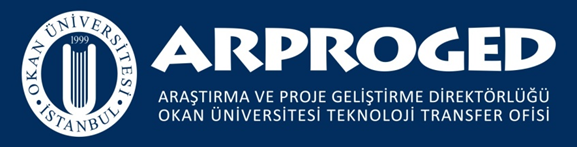 OKAN ÜNİVERSİTESİ
1999
İSTANBUL
ARPROGED
ARAŞTIRMA VE PROJE GELİŞTİRME DİREKTÖRLÜĞÜ
OKAN ÜNİVERSİTESİ TEKNOLOJİ TRANSFER OFİSİ